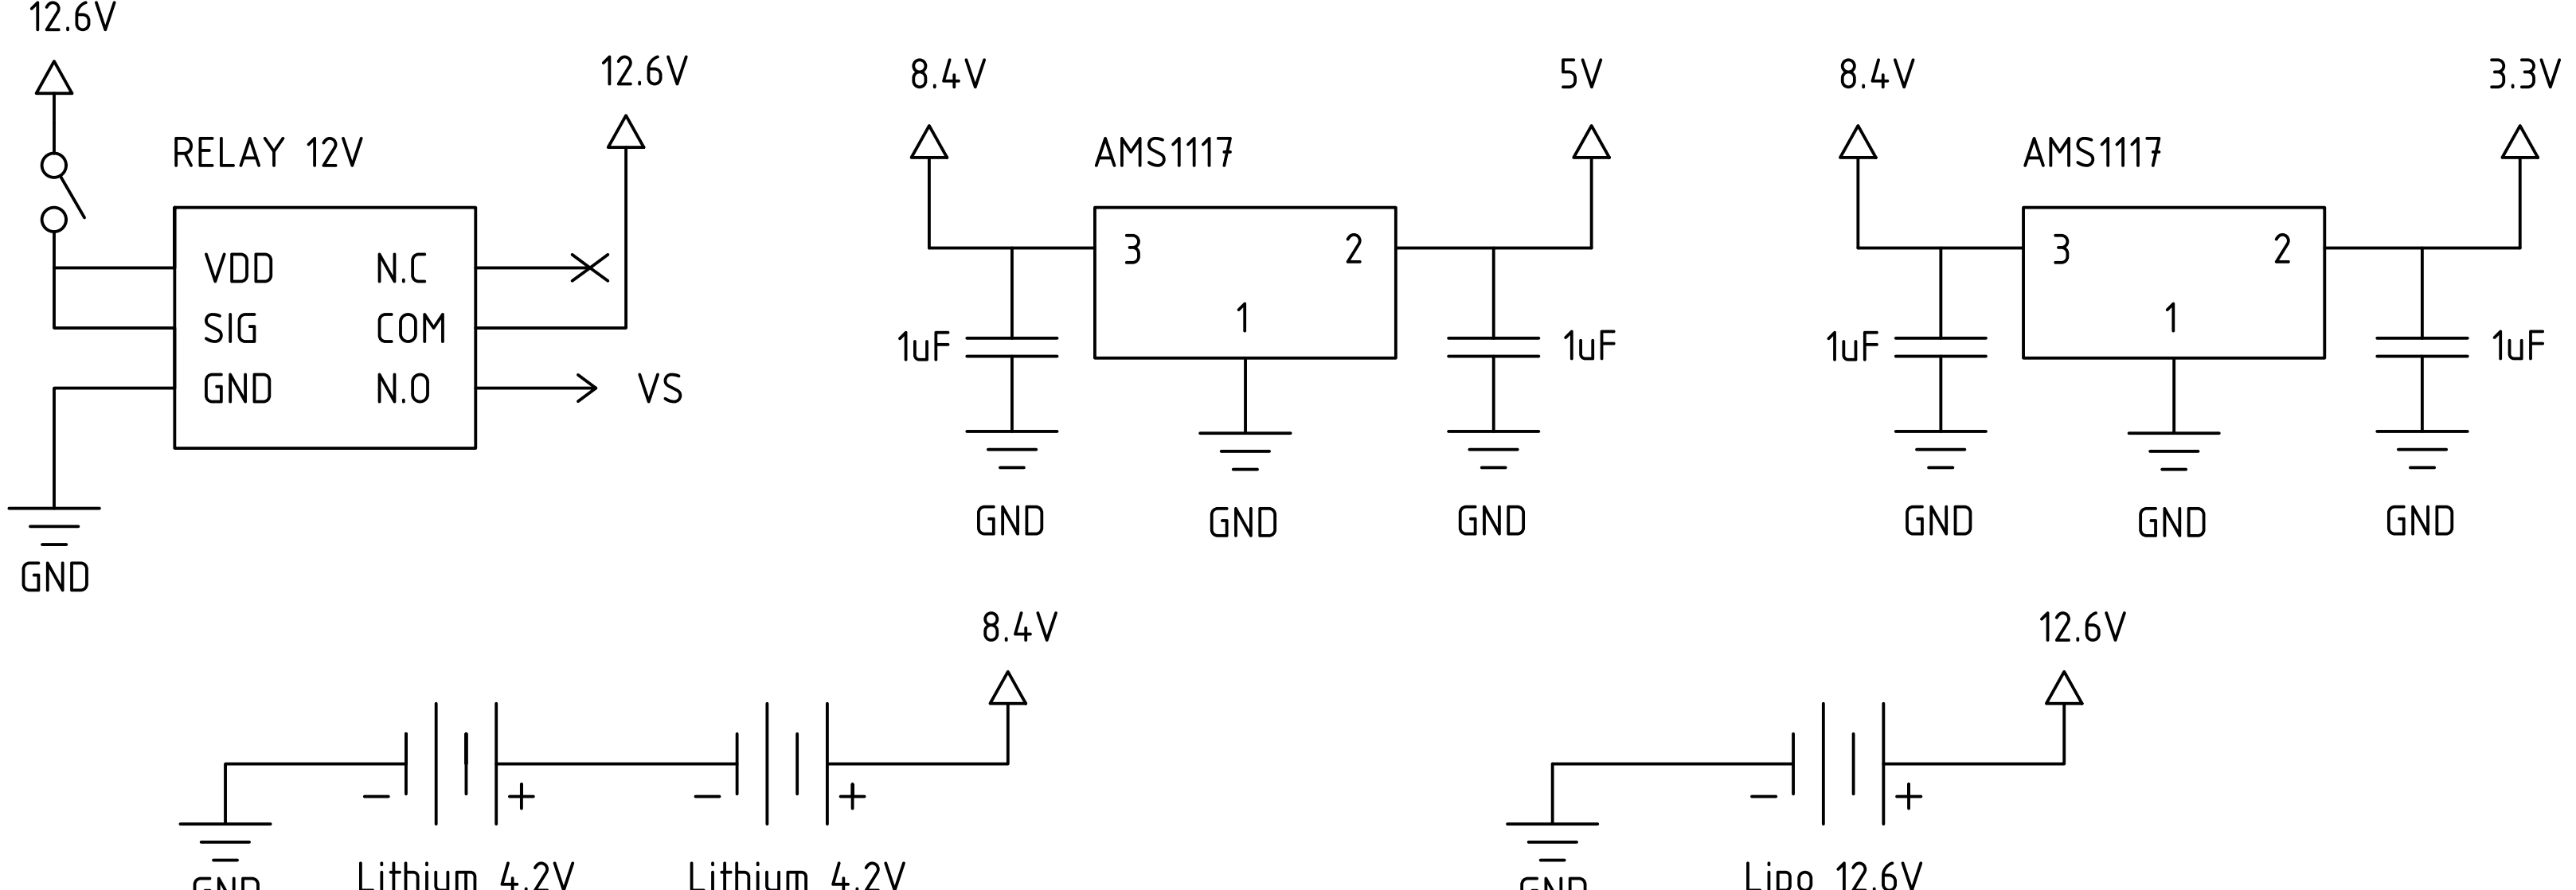 12.6V
12.6V
RELAY 12V
VDD N.C
SIG COM
GND N.O
VS
GND
8.4V
5V
AMS1117
3 2
1
1uF
1uF
GND
GND
GND
8.4V
3.3V
AMS1117
3 2
1
1uF
1uF
GND
GND
GND
8.4V
- + - +
GND
Lithium 4.2V
Lithium 4.2V
12.6V
- +
GND
Lipo 12.6V